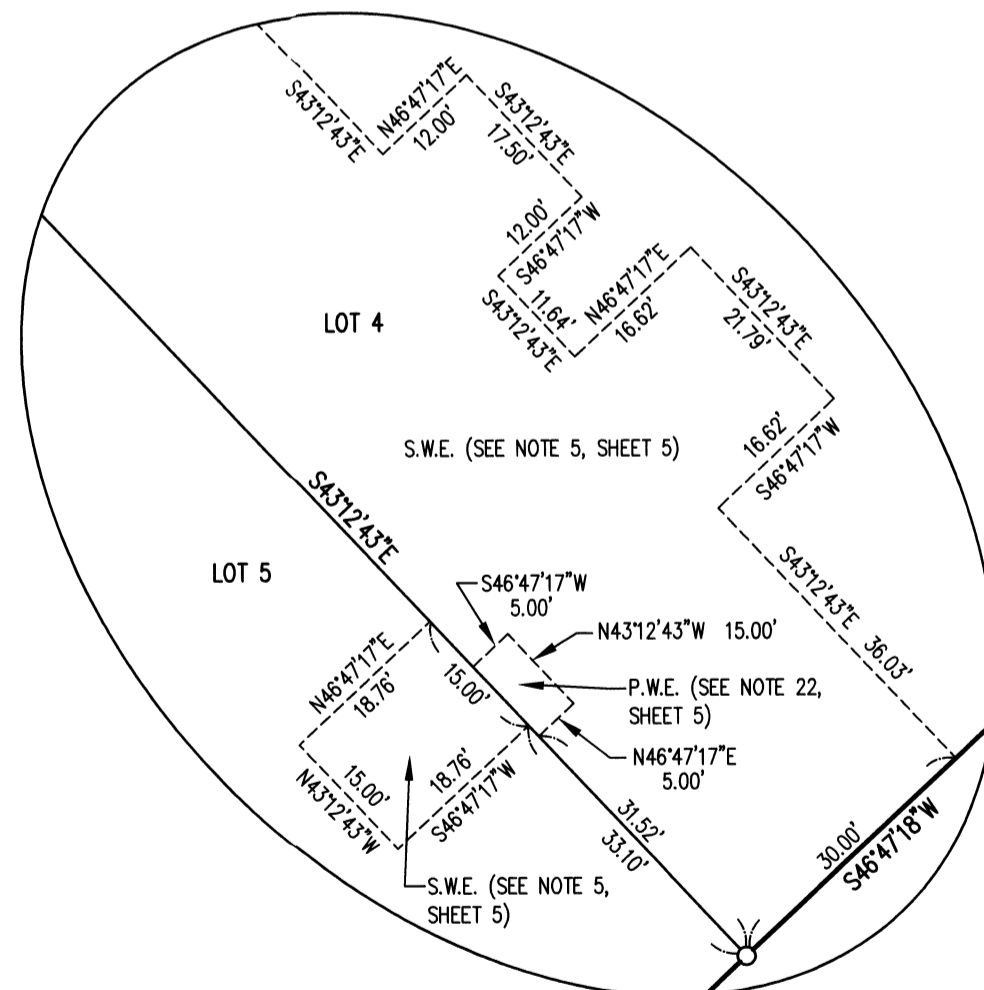 S43°12'43"E
N46°47'17"E
12.00'
S43°12'43"E
17.50'
12.00'
S46°47'17"W
11.64'
S43°12'43"E
N46°47'17"E
16.62'
S43°12'43"E
21.79'
LOT 4
16.62'
S46°47'17"W
S.W.E. (SEE NOTE 5, SHEET 5)
S43°12'43"E
S43°12'43"E 36.03'
LOT 5
S46°47'17"W
5.00'
N43°12'43"W 15.00'
N46°47'17"E
18.76'
15.00'
P.W.E. (SEE NOTE 22,
SHEET 5)
N46°47'17"E
5.00'
15.00'
N43°12'43"W
18.76'
S46°47'17"W
31.52'
33.10'
30.00'
S46°47'18"W
S.W.E. (SEE NOTE 5,
SHEET 5)